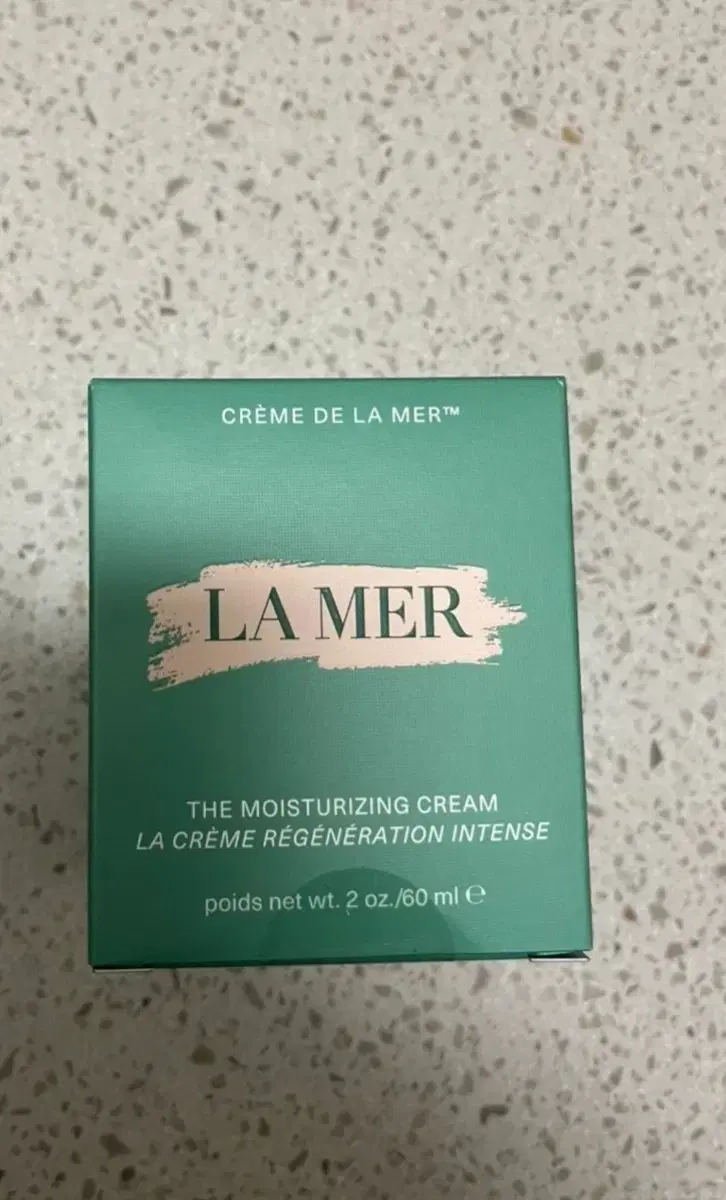 CRÈME DE LA MER™
LA MER
THE MOISTURIZING CREAM
LA CRÈME RÉGÉNÉRATION INTENSE
poids net wt. 2 oz./60 ml ℮